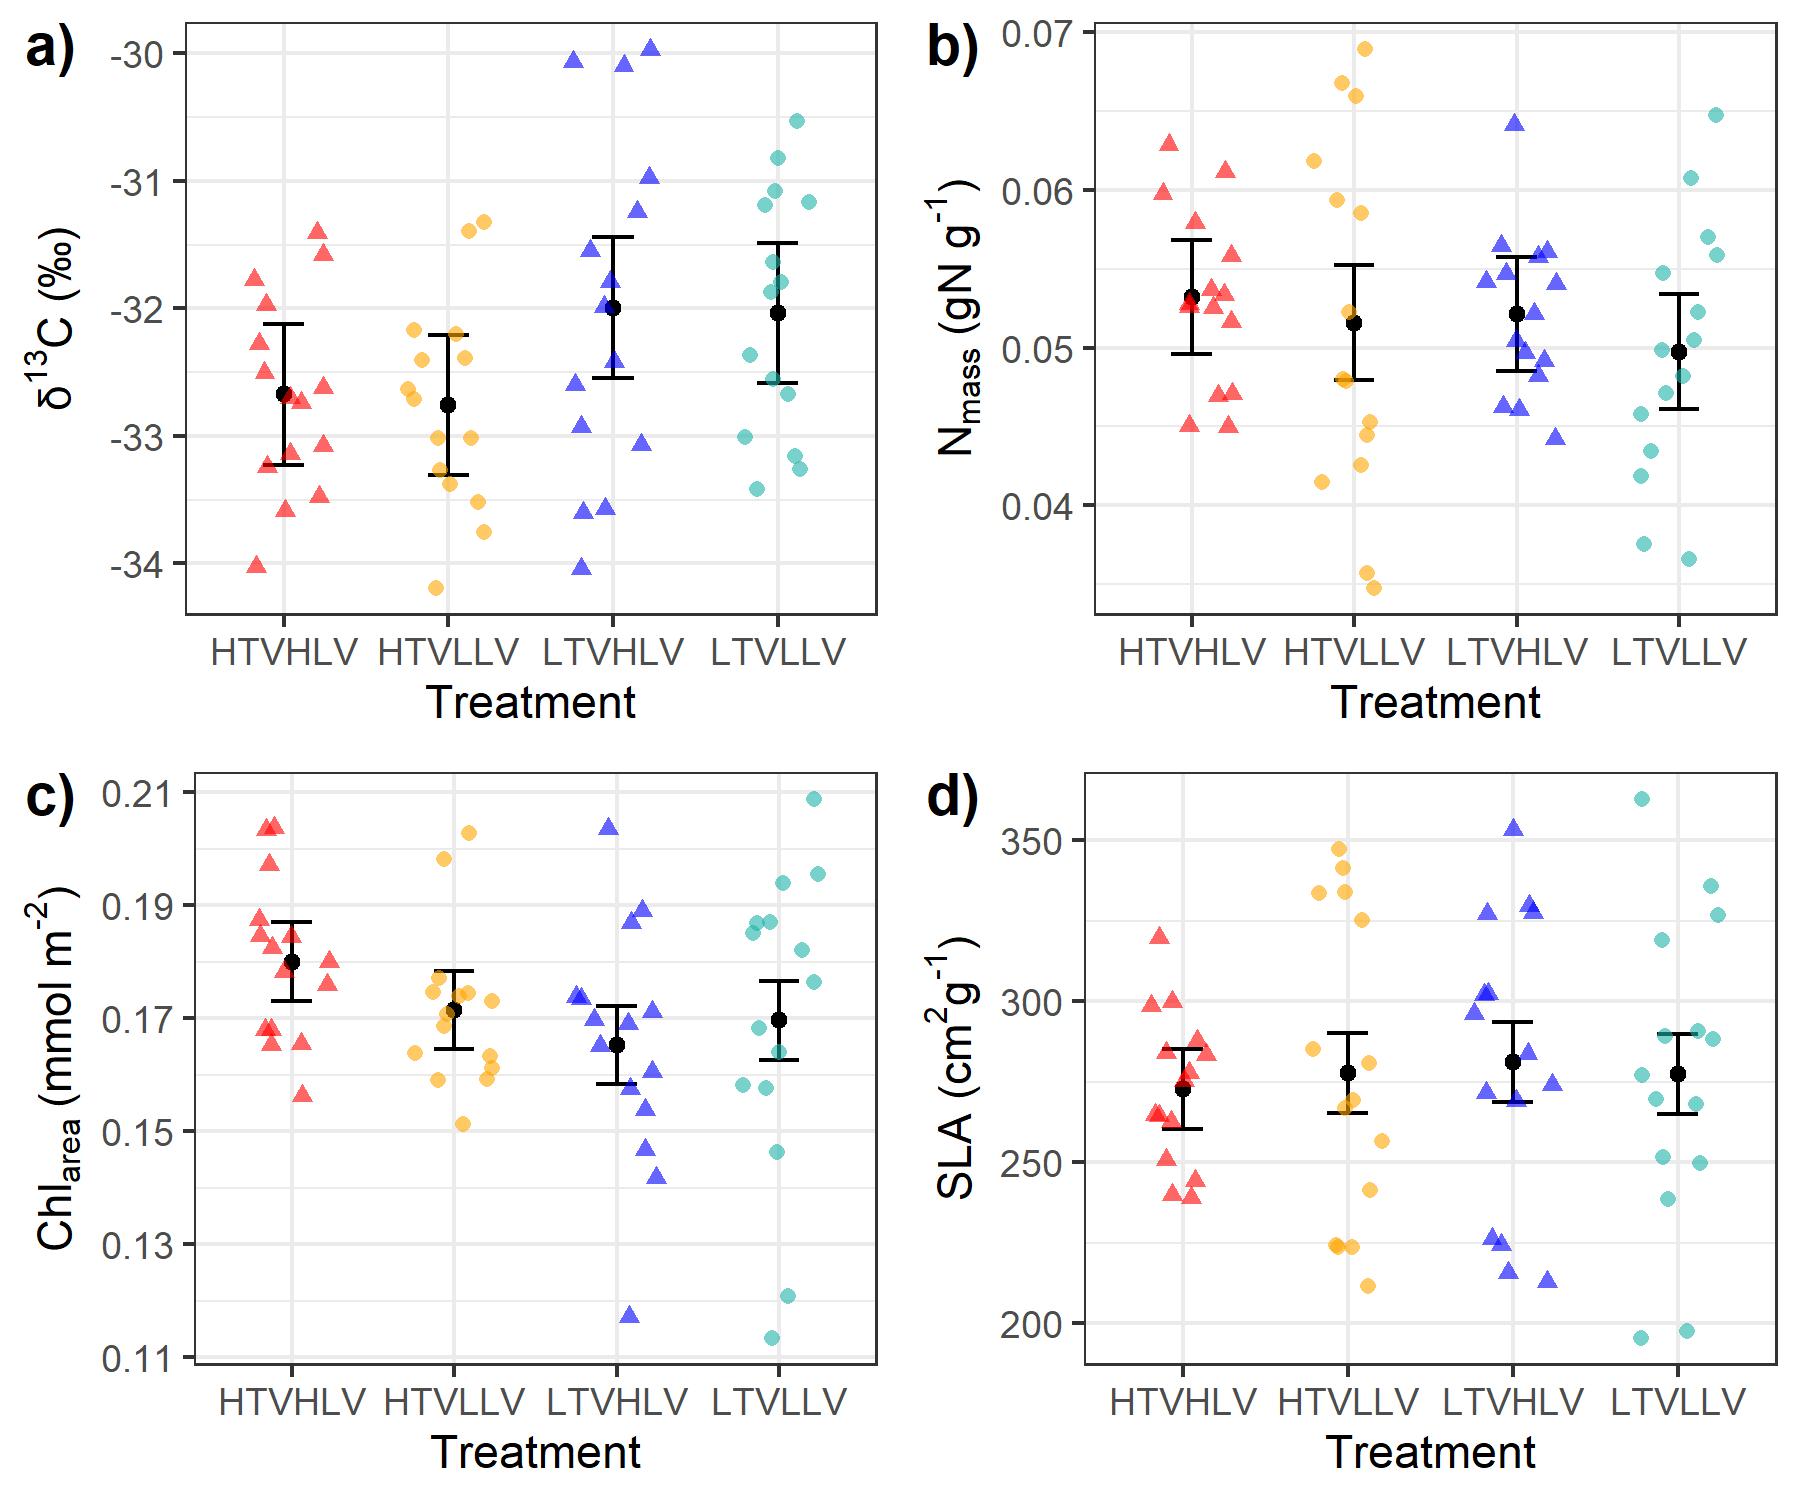 a)
δ¹³C (‰)
-30
-31
-32
-33
-34
HTVHLV HTVLLV LTVHLV LTVLLV
Treatment
b)
N_mass (gN g⁻¹)
0.07
0.06
0.05
0.04
HTVHLV HTVLLV LTVHLV LTVLLV
Treatment
c)
Chl_area (mmol m⁻²)
0.21
0.19
0.17
0.15
0.13
0.11
HTVHLV HTVLLV LTVHLV LTVLLV
Treatment
d)
SLA (cm²g⁻¹)
350
300
250
200
HTVHLV HTVLLV LTVHLV LTVLLV
Treatment